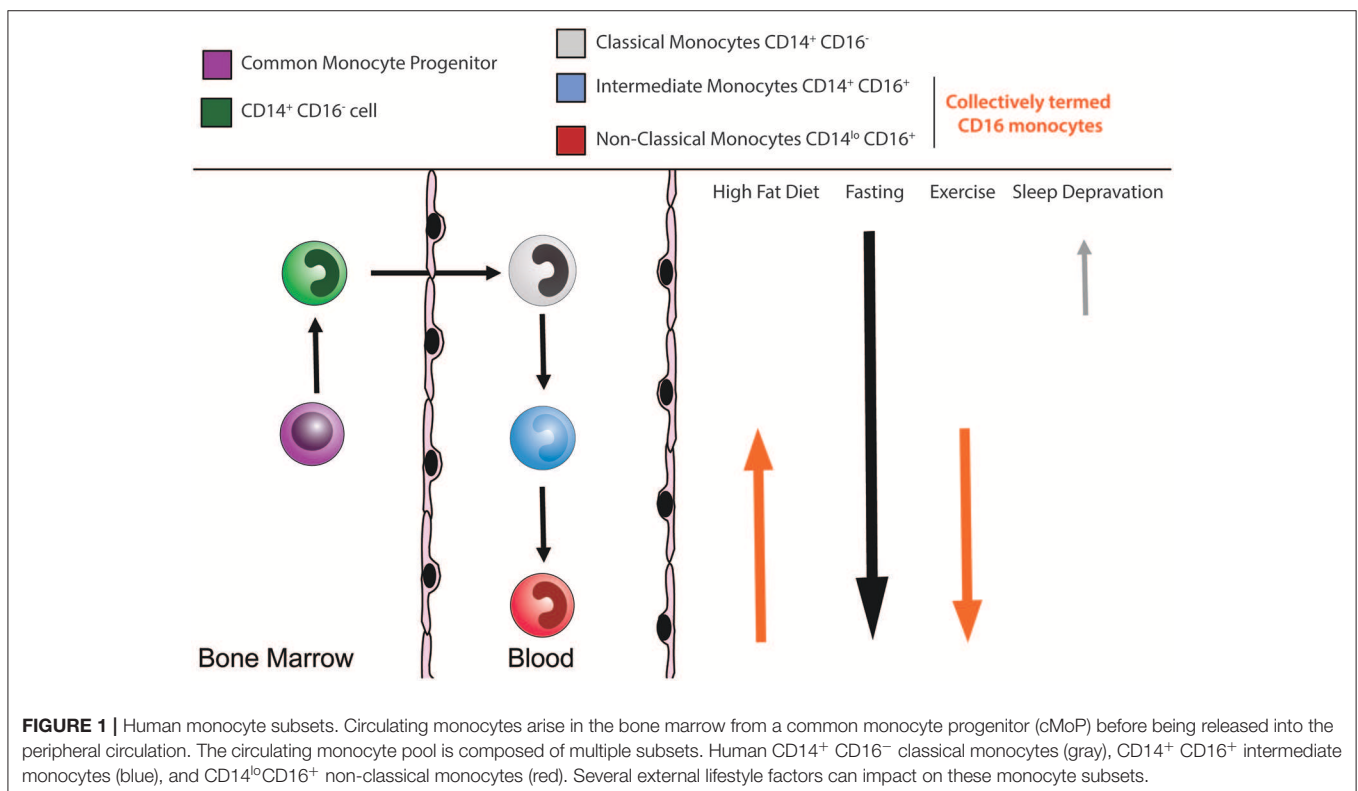 Common Monocyte Progenitor
CD14⁺ CD16⁻ cell
Classical Monocytes CD14⁺ CD16⁻
Intermediate Monocytes CD14⁺ CD16⁺
Non-Classical Monocytes CD14ˡᵒ CD16⁺
Collectively termed
CD16 monocytes
High Fat Diet
Fasting
Exercise
Sleep Depravation
Bone Marrow
Blood
FIGURE 1 | Human monocyte subsets. Circulating monocytes arise in the bone marrow from a common monocyte progenitor (cMoP) before being released into the
peripheral circulation. The circulating monocyte pool is composed of multiple subsets. Human CD14⁺ CD16⁻ classical monocytes (gray), CD14⁺ CD16⁺ intermediate
monocytes (blue), and CD14ˡᵒCD16⁺ non-classical monocytes (red). Several external lifestyle factors can impact on these monocyte subsets.